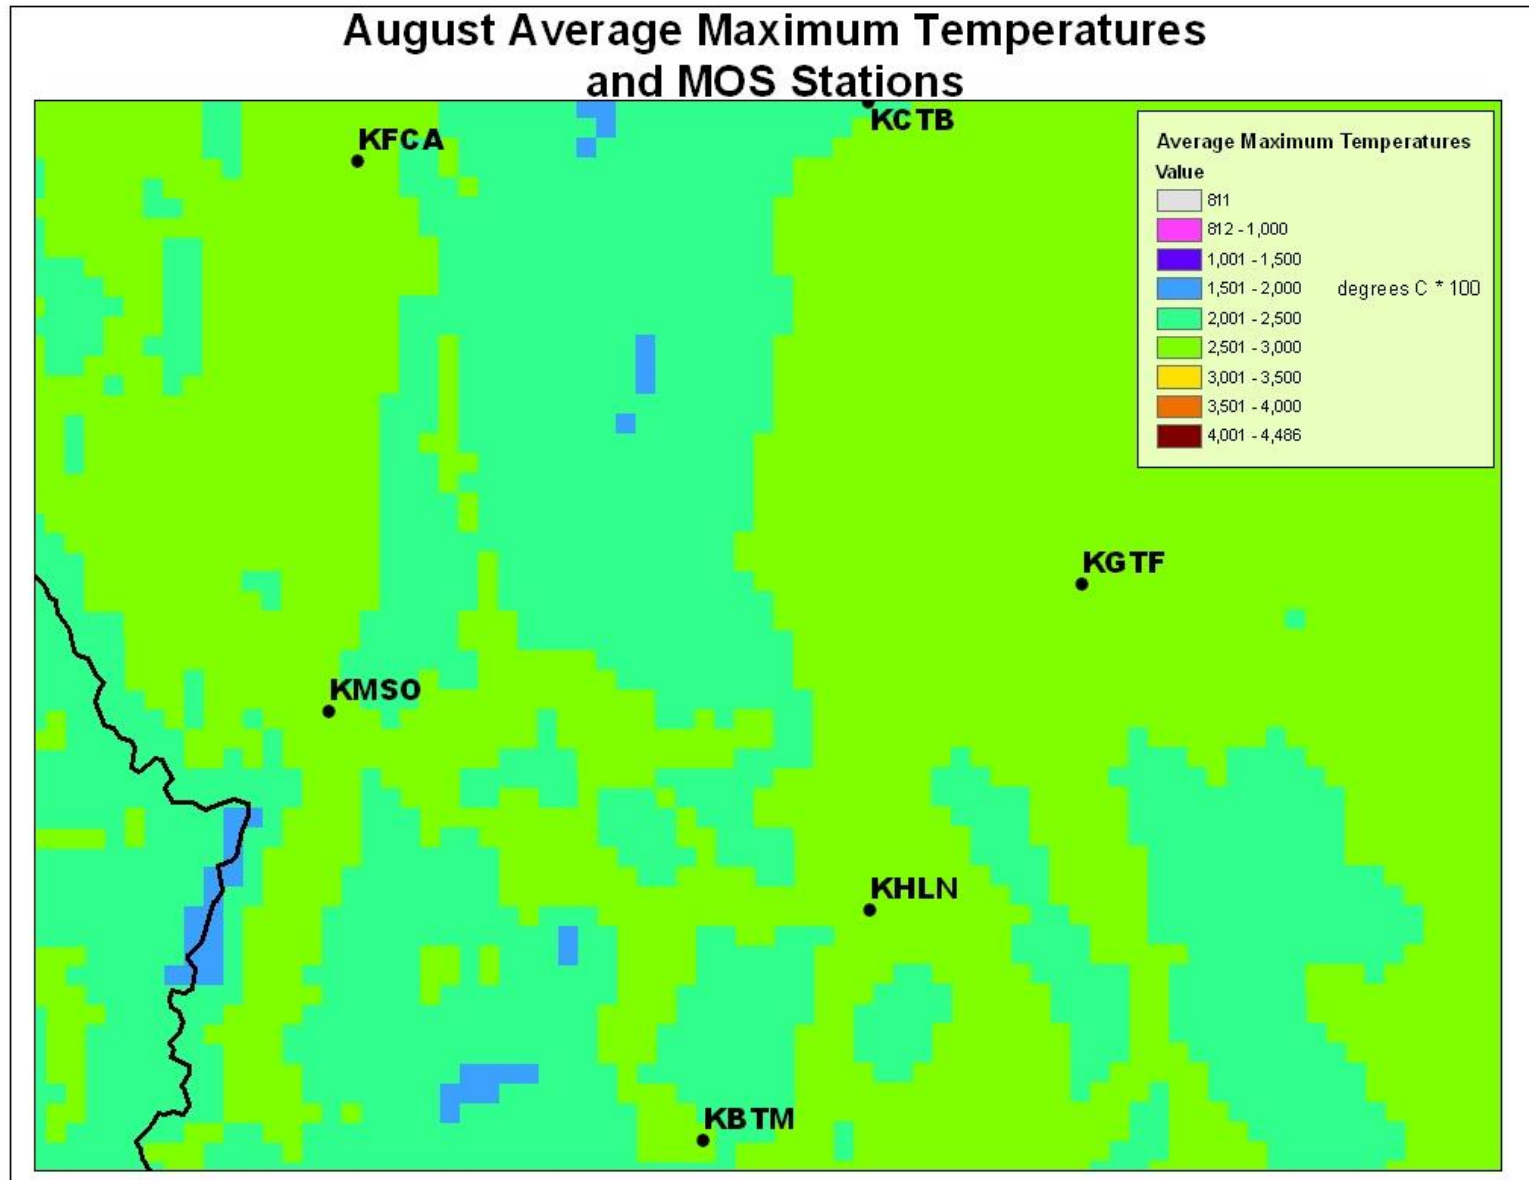 August Average Maximum Temperatures
and MOS Stations
KCTB
KFCA
Average Maximum Temperatures
Value
811
812 - 1,000
1,001 - 1,500
1,501 - 2,000 degrees C * 100
2,001 - 2,500
2,501 - 3,000
3,001 - 3,500
3,501 - 4,000
4,001 - 4,486
KGTF
KMSO
KHLN
KBTM